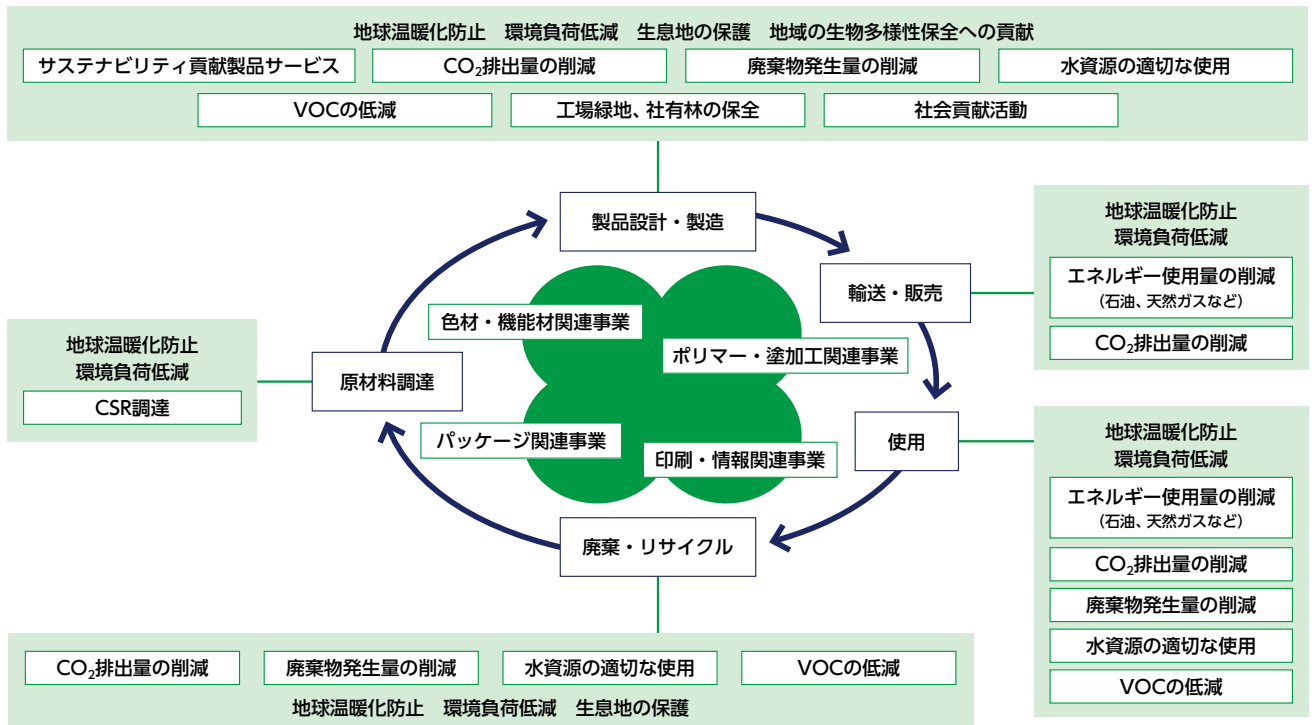 地球温暖化防止　環境負荷低減　生息地の保護　地域の生物多様性保全への貢献
サステナビリティ貢献製品サービス
CO₂排出量の削減
廃棄物発生量の削減
水資源の適切な使用
VOCの低減
工場緑地、社有林の保全
社会貢献活動
製品設計・製造
輸送・販売
地球温暖化防止
環境負荷低減
エネルギー使用量の削減
（石油、天然ガスなど）
CO₂排出量の削減
色材・機能材関連事業
ポリマー・塗加工関連事業
パッケージ関連事業
印刷・情報関連事業
地球温暖化防止
環境負荷低減
CSR調達
原材料調達
使用
地球温暖化防止
環境負荷低減
エネルギー使用量の削減
（石油、天然ガスなど）
CO₂排出量の削減
廃棄物発生量の削減
水資源の適切な使用
VOCの低減
廃棄・リサイクル
CO₂排出量の削減
廃棄物発生量の削減
水資源の適切な使用
VOCの低減
地球温暖化防止　環境負荷低減　生息地の保護